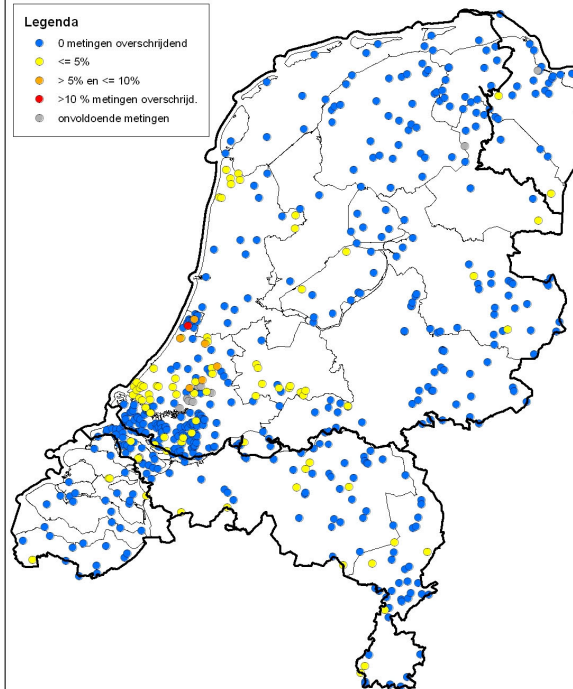 Legenda
0 metingen overschrijdend
<= 5%
> 5% en <= 10%
>10 % metingen overschrijd.
onvoldoende metingen